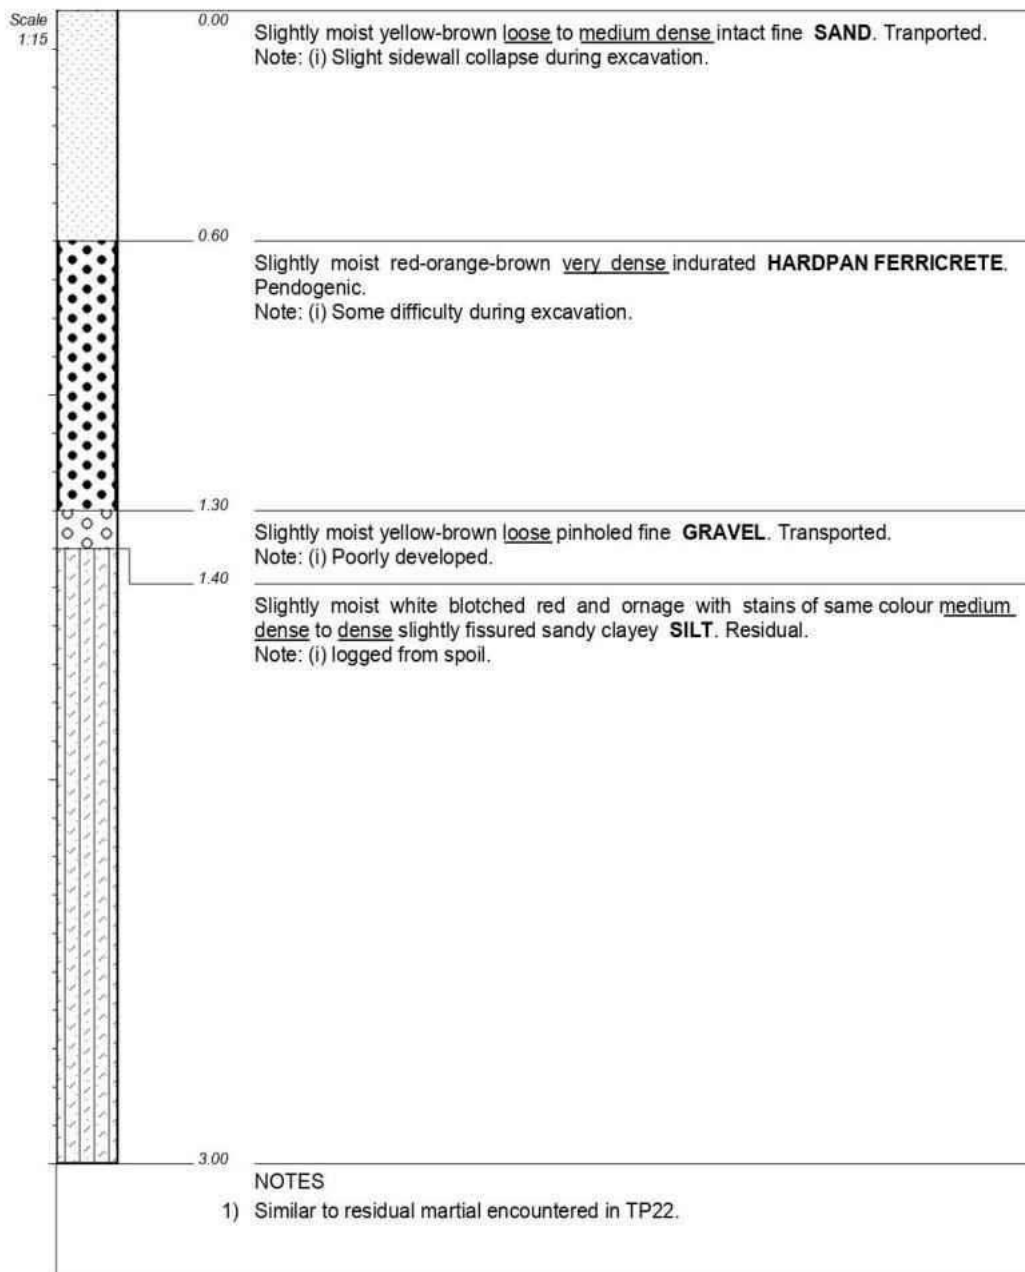 Scale
1:15
0.00
Slightly moist yellow-brown loose to medium dense intact fine SAND. Tranported.
Note: (i) Slight sidewall collapse during excavation.
0.60
Slightly moist red-orange-brown very dense indurated HARDPAN FERRICRETE.
Pendogenic.
Note: (i) Some difficulty during excavation.
1.30
Slightly moist yellow-brown loose pinholed fine GRAVEL. Transported.
Note: (i) Poorly developed.
1.40
Slightly moist white blotched red and ornage with stains of same colour medium
dense to dense slightly fissured sandy clayey SILT. Residual.
Note: (i) logged from spoil.
3.00
NOTES
1) Similar to residual martial encountered in TP22.